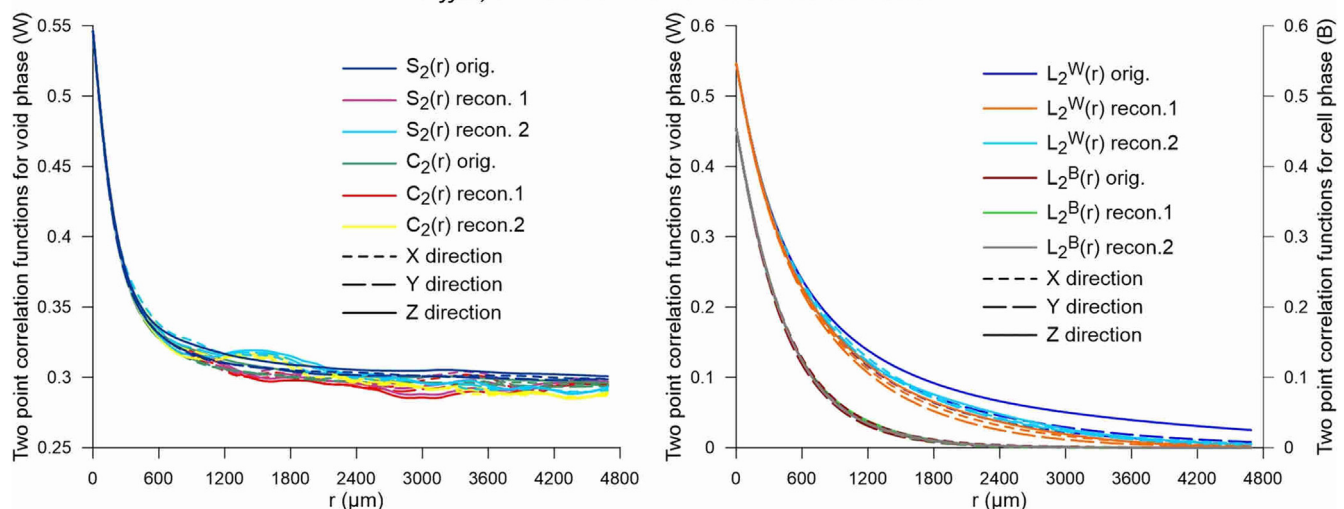 Two point correlation functions for void phase (W)
0.55
0.5
0.45
0.4
0.35
0.3
0.25
0
600
1200
1800
2400
3000
3600
4200
4800
r (μm)
S2(r) orig.
S2(r) recon. 1
S2(r) recon. 2
C2(r) orig.
C2(r) recon.1
C2(r) recon.2
X direction
Y direction
Z direction
Two point correlation functions for void phase (W)
0.6
0.5
0.4
0.3
0.2
0.1
0
0
600
1200
1800
2400
3000
3600
4200
4800
r (μm)
L2W(r) orig.
L2W(r) recon.1
L2W(r) recon.2
L2B(r) orig.
L2B(r) recon.1
L2B(r) recon.2
X direction
Y direction
Z direction
0.6
0.5
0.4
0.3
0.2
0.1
0
Two point correlation functions for cell phase (B)